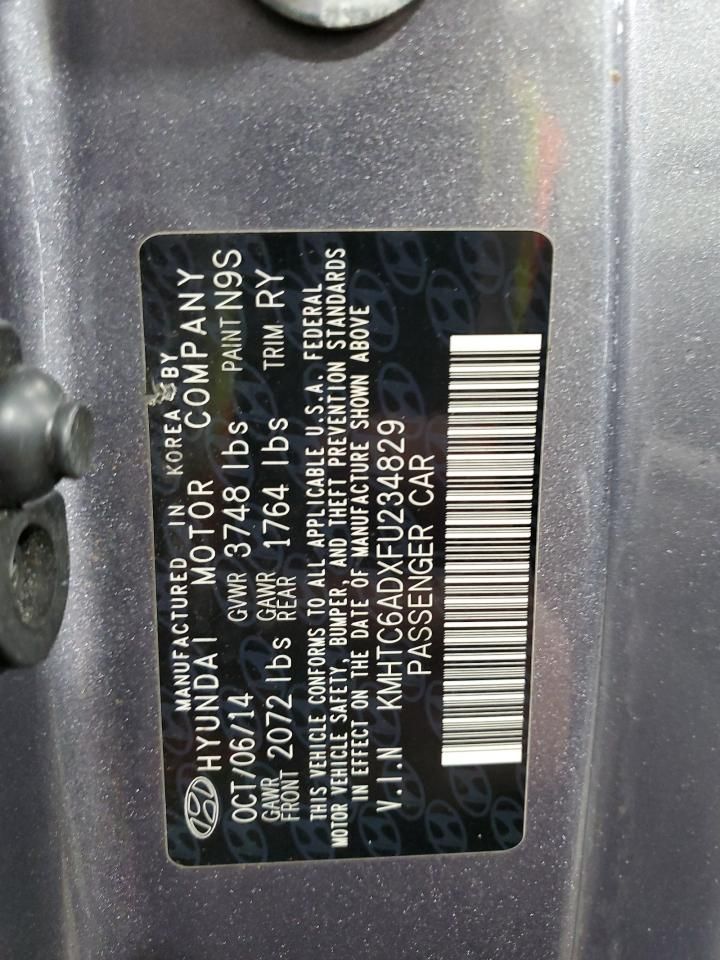 MANUFACTURED IN KOREA BY
HYUNDAI MOTOR COMPANY
OCT/06/14 GVWR 3748 lbs PAINT N9S
GAWR FRONT 2072 lbs GAWR REAR 1764 lbs TRIM RY
THIS VEHICLE CONFORMS TO ALL APPLICABLE U.S.A. FEDERAL
MOTOR VEHICLE SAFETY, BUMPER, AND THEFT PREVENTION STANDARDS
IN EFFECT ON THE DATE OF MANUFACTURE SHOWN ABOVE
V.I.N KMHTC6ADXFU234829
PASSENGER CAR